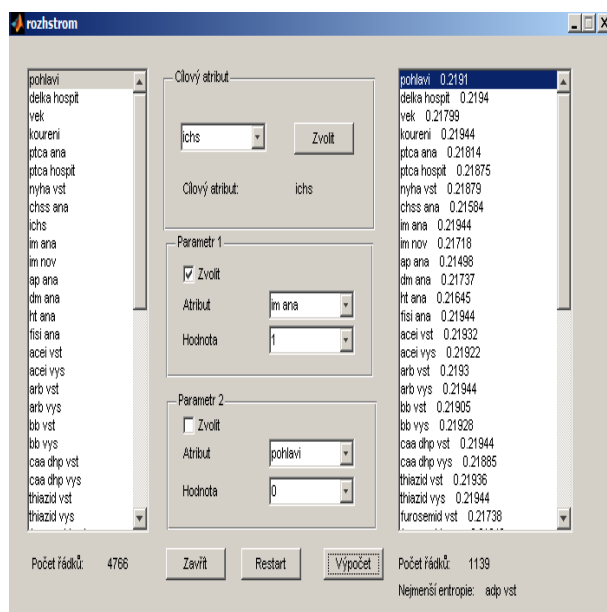 rozhstrom
pohlavi
delka hospit
vek
koureni
ptca ana
ptca hospit
nyha vst
chss ana
ichs
im ana
im nov
ap ana
dm ana
ht ana
fisi ana
acei vst
acei vys
arb vst
arb vys
bb vst
bb vys
caa dhp vst
caa dhp vys
thiazid vst
thiazid vys
Cílový atribut
ichs
Zvolit
Cílový atribut: ichs
Parametr 1
Zvolit
Atribut im ana
Hodnota 1
Parametr 2
Zvolit
Atribut pohlavi
Hodnota 0
pohlavi 0.2191
delka hospit 0.2194
vek 0.21799
koureni 0.21944
ptca ana 0.21814
ptca hospit 0.21875
nyha vst 0.21879
chss ana 0.21584
im ana 0.21944
im nov 0.21718
ap ana 0.21498
dm ana 0.21737
ht ana 0.21645
fisi ana 0.21944
acei vst 0.21932
acei vys 0.21922
arb vst 0.2193
arb vys 0.21944
bb vst 0.21905
bb vys 0.21928
caa dhp vst 0.21944
caa dhp vys 0.21885
thiazid vst 0.21936
thiazid vys 0.21944
furosemid vst 0.21738
Počet řádků: 4766
Zavřít
Restart
Výpočet
Počet řádků: 1139
Nejmenší entropie: adp vst